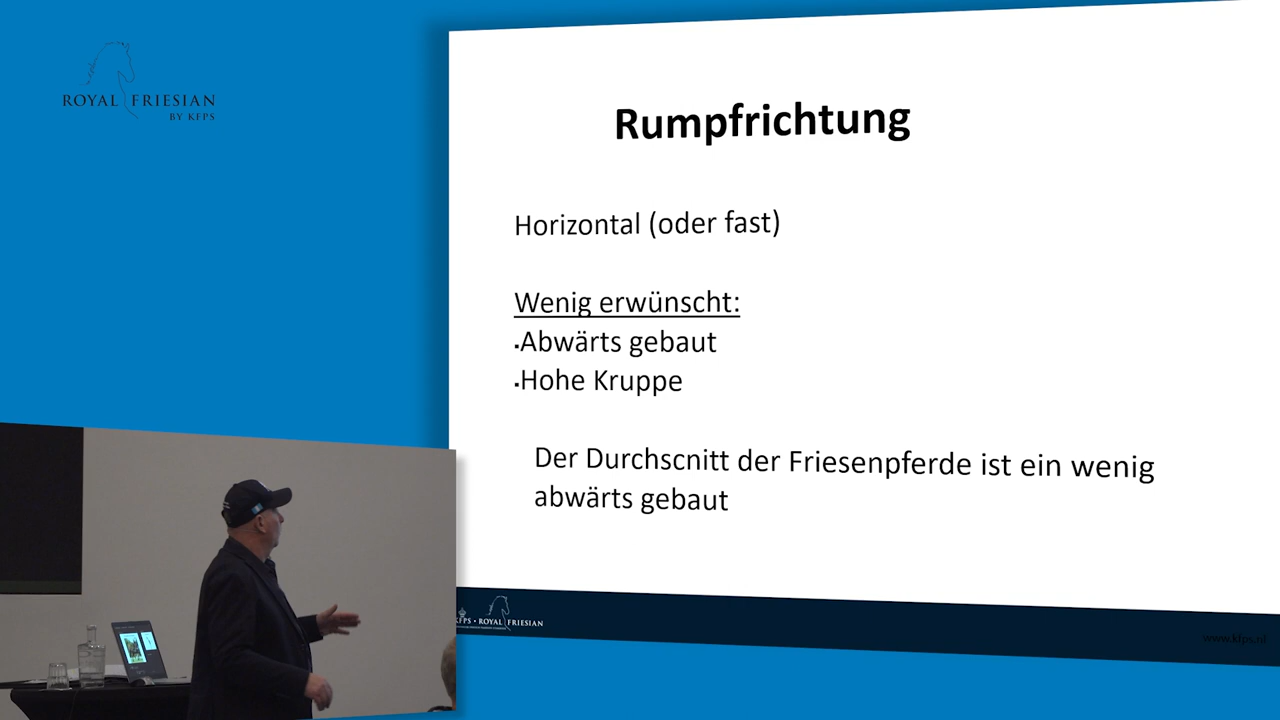 ROYAL FRIESIAN
BY KFPS
Rumpfrichtung
Horizontal (oder fast)
Wenig erwünscht:
▪Abwärts gebaut
▪Hohe Kruppe
Der Durchscnitt der Friesenpferde ist ein wenig
abwärts gebaut
KFPS • ROYAL FRIESIAN
www.kfps.nl